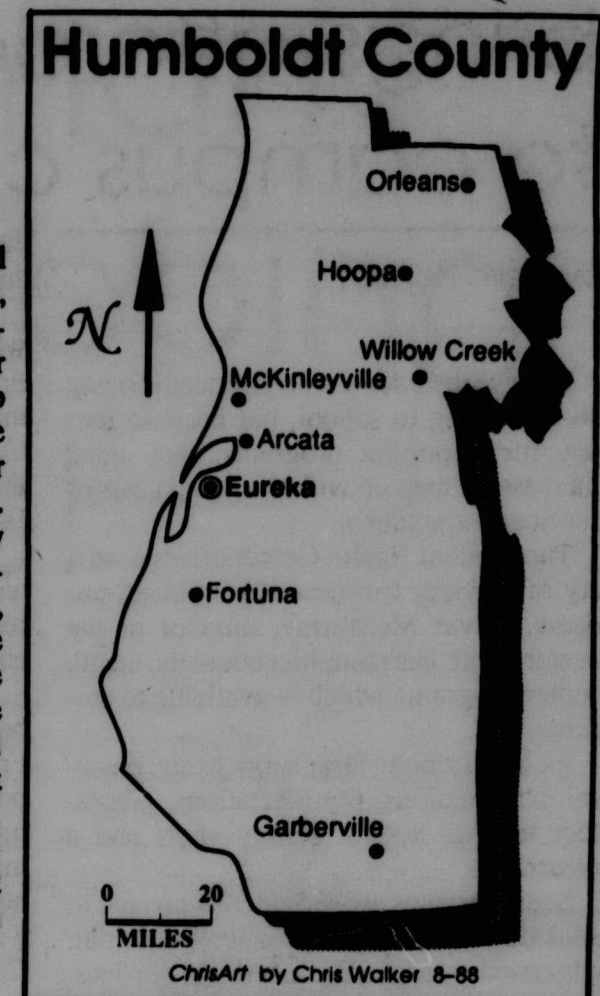 Humboldt County
Orleans
Hoopa
N
Willow Creek
McKinleyville
Arcata
Eureka
Fortuna
Garberville
0 20
MILES
ChrisArt by Chris Walker 8-88